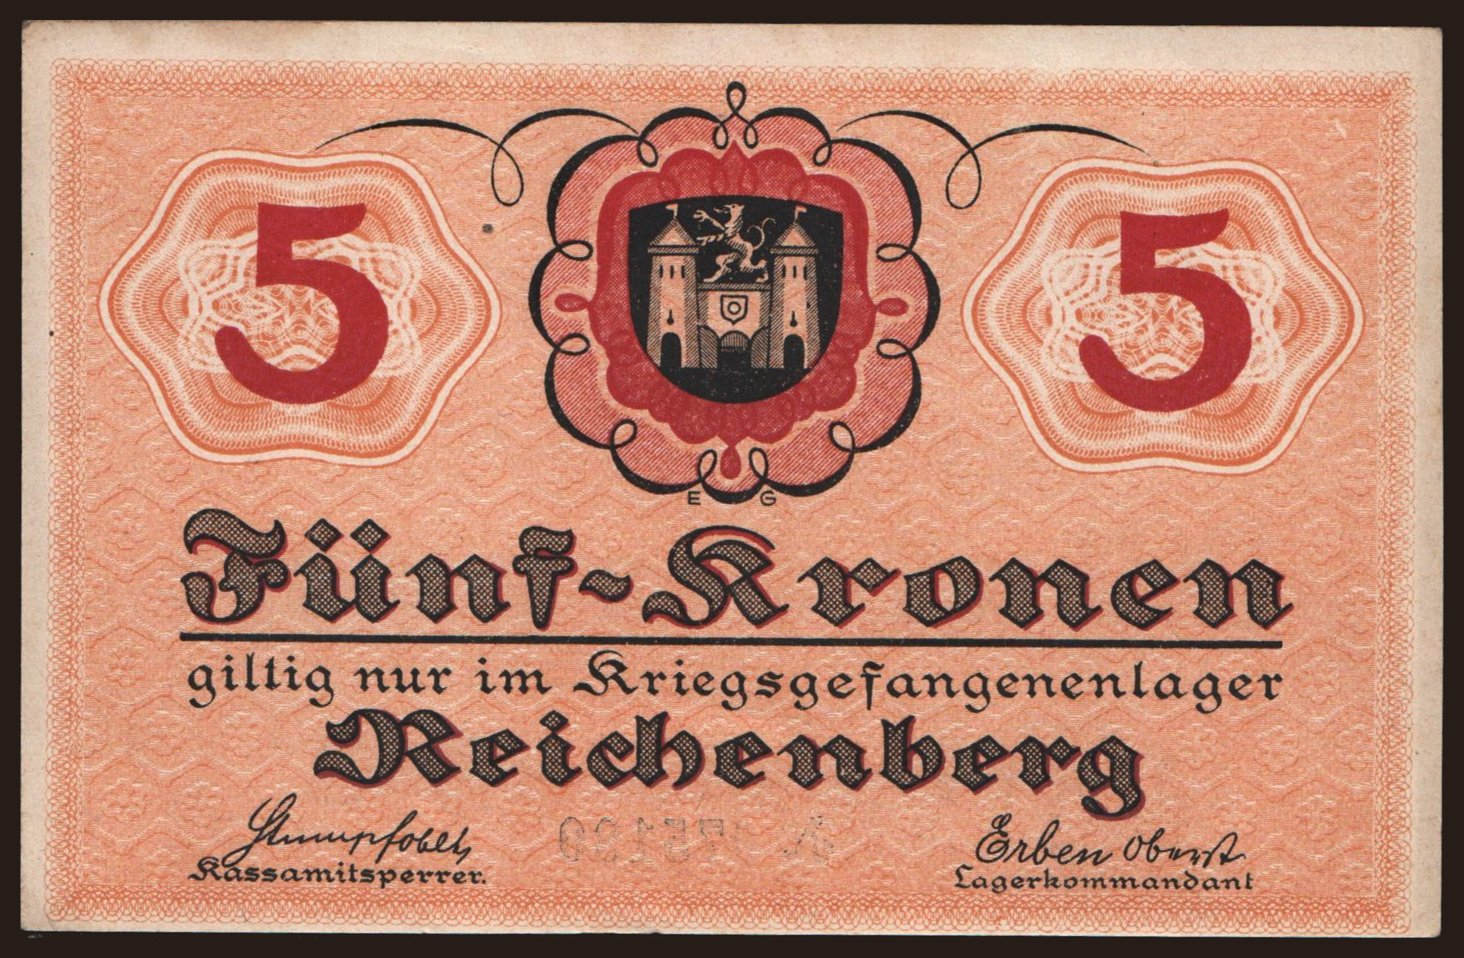 5 5
E G
Fünf-Kronen
giltig nur im Kriegsgefangenenlager
Reichenberg
Erben Oberst
Kassamitsperrer. Lagerkommandant